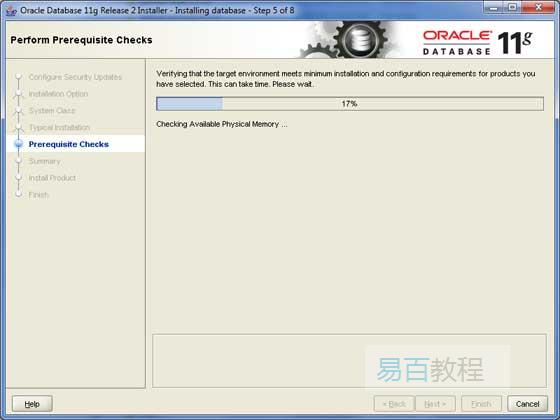 Oracle Database 11g Release 2 Installer - Installing database - Step 5 of 8
Perform Prerequisite Checks
ORACLE
DATABASE 11g
Configure Security Updates
Installation Option
System Class
Typical Installation
Prerequisite Checks
Summary
Install Product
Finish
Verifying that the target environment meets minimum installation and configuration requirements for products you
have selected. This can take time. Please wait.
17%
Checking Available Physical Memory ...
易百教程
Help
< Back
Next >
Finish
Cancel